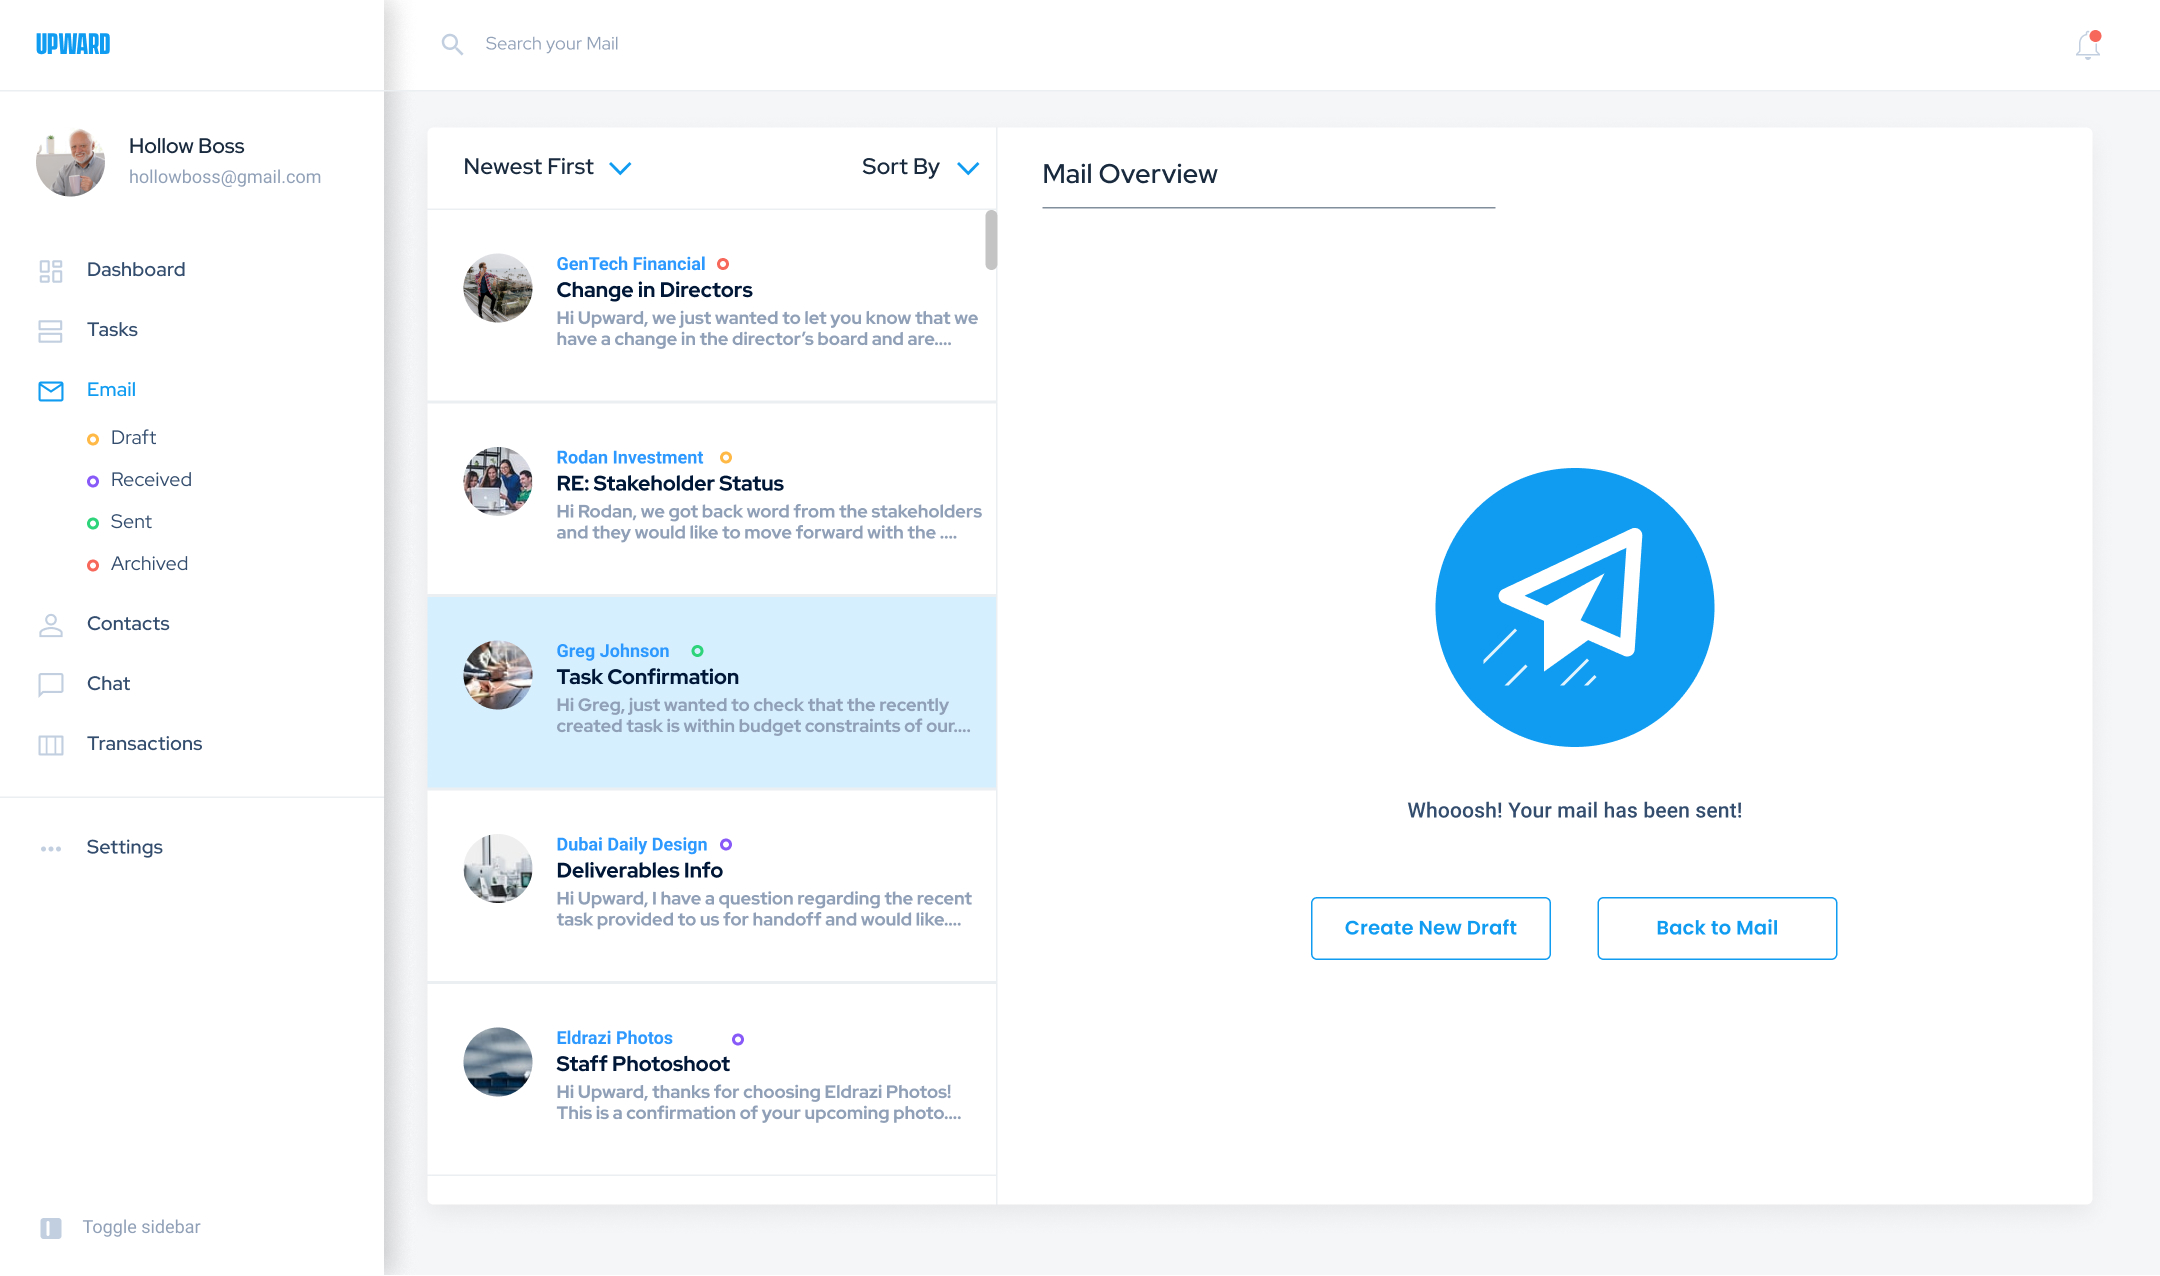 UPWARD
Search your Mail
Hollow Boss
hollowboss@gmail.com
Dashboard
Tasks
Email
Draft
Received
Sent
Archived
Contacts
Chat
Transactions
Settings
Toggle sidebar
Newest First
Sort By
GenTech Financial
Change in Directors
Hi Upward, we just wanted to let you know that we
have a change in the director’s board and are....
Rodan Investment
RE: Stakeholder Status
Hi Rodan, we got back word from the stakeholders
and they would like to move forward with the ....
Greg Johnson
Task Confirmation
Hi Greg, just wanted to check that the recently
created task is within budget constraints of our....
Dubai Daily Design
Deliverables Info
Hi Upward, I have a question regarding the recent
task provided to us for handoff and would like....
Eldrazi Photos
Staff Photoshoot
Hi Upward, thanks for choosing Eldrazi Photos!
This is a confirmation of your upcoming photo....
Mail Overview
Whooosh! Your mail has been sent!
Create New Draft
Back to Mail